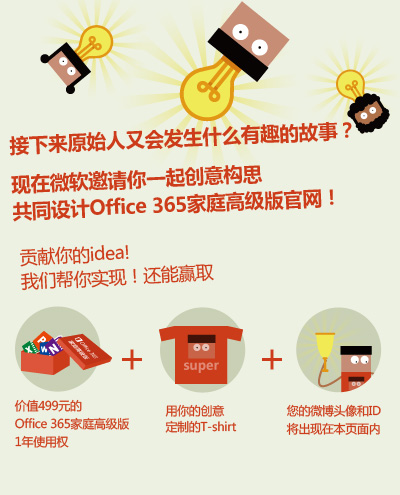 接下来原始人又会发生什么有趣的故事？
现在微软邀请你一起创意构思
共同设计Office 365家庭高级版官网！
贡献你的idea!
我们帮你实现！还能赢取
super
价值499元的
Office 365家庭高级版
1年使用权
用你的创意
定制的T-shirt
您的微博头像和ID
将出现在本页面内